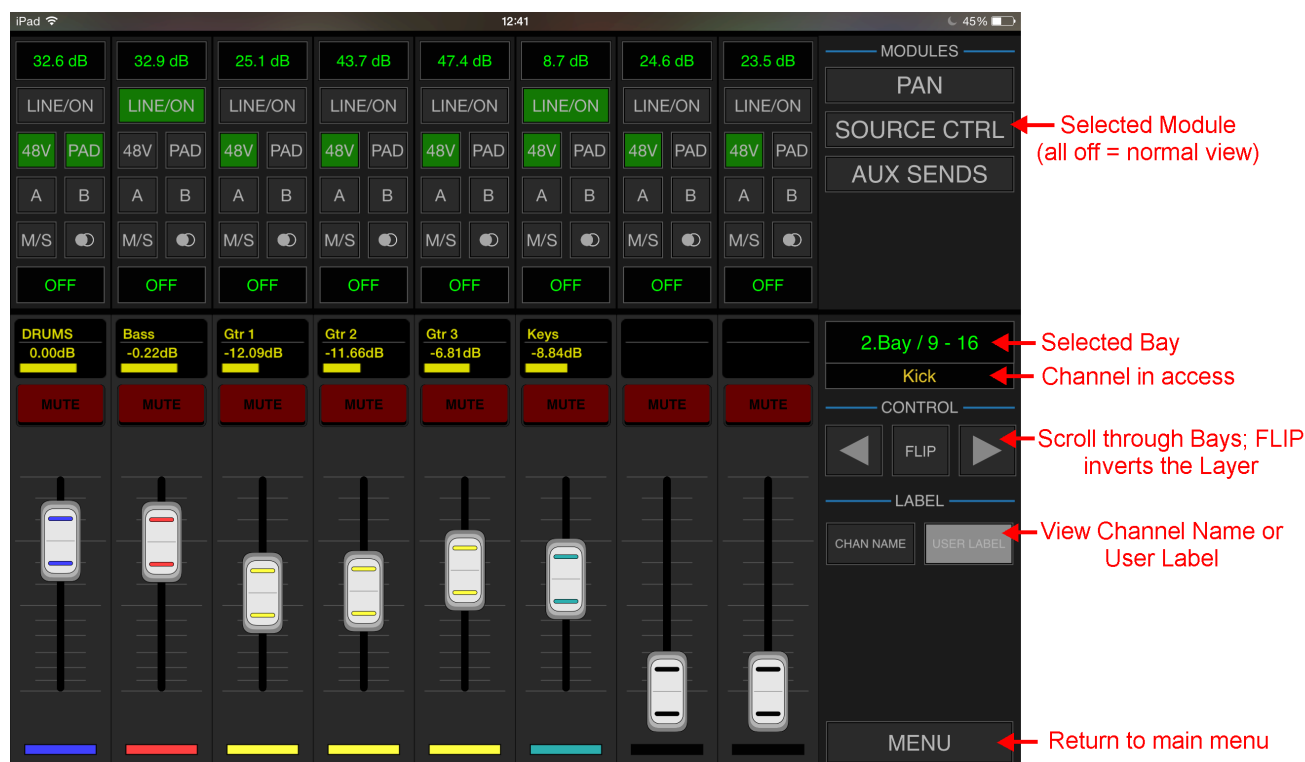 iPad 12:41 45%
32.6 dB 32.9 dB 25.1 dB 43.7 dB 47.4 dB 8.7 dB 24.6 dB 23.5 dB
LINE/ON LINE/ON LINE/ON LINE/ON LINE/ON LINE/ON LINE/ON LINE/ON
48V PAD 48V PAD 48V PAD 48V PAD 48V PAD 48V PAD 48V PAD 48V PAD
A B A B A B A B A B A B A B A B
M/S M/S M/S M/S M/S M/S M/S M/S
OFF OFF OFF OFF OFF OFF OFF OFF
MODULES
PAN
SOURCE CTRL
AUX SENDS
Selected Module
(all off = normal view)
DRUMS Bass Gtr 1 Gtr 2 Gtr 3 Keys
0.00dB -0.22dB -12.09dB -11.66dB -6.81dB -8.84dB
MUTE MUTE MUTE MUTE MUTE MUTE MUTE MUTE
2.Bay / 9 - 16
Selected Bay
Kick
Channel in access
CONTROL
FLIP
Scroll through Bays; FLIP
inverts the Layer
LABEL
CHAN NAME USER LABEL
View Channel Name or
User Label
MENU
Return to main menu